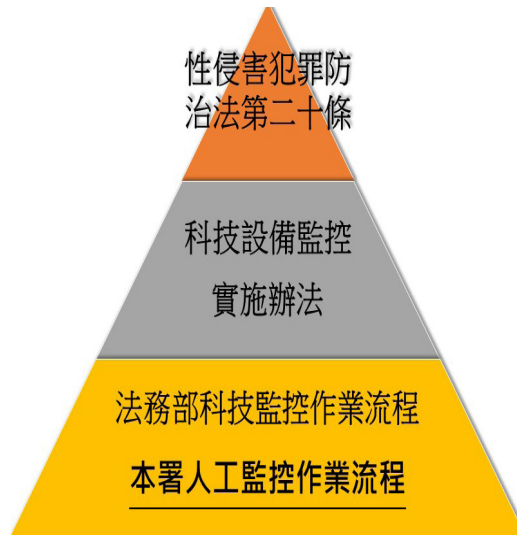 性侵害犯罪防
治法第二十條
科技設備監控
實施辦法
法務部科技監控作業流程
本署人工監控作業流程